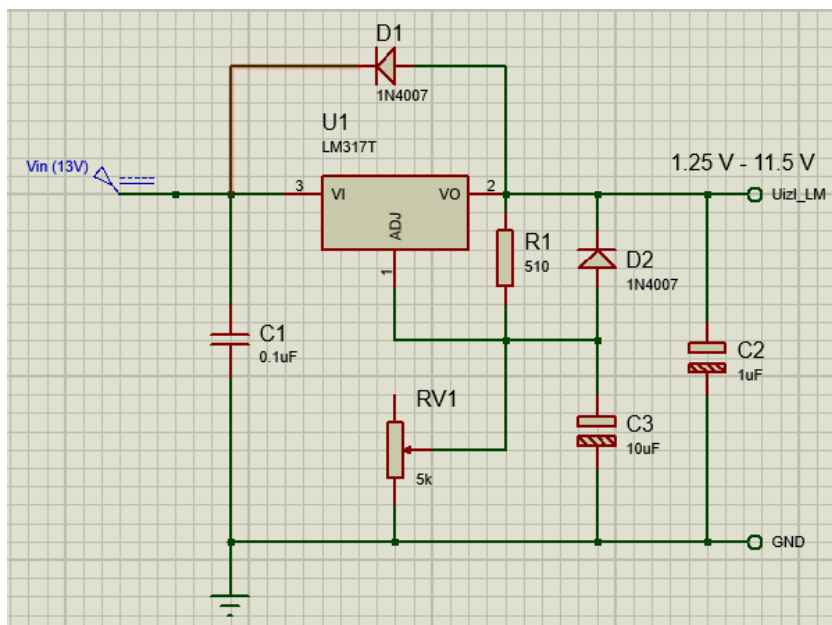 D1
1N4007
U1
LM317T
Vin (13V)
3
VI
VO
2
ADJ
1
1.25 V - 11.5 V
Uizl_LM
R1
510
D2
1N4007
C1
0.1uF
C2
1uF
RV1
5k
C3
10uF
GND